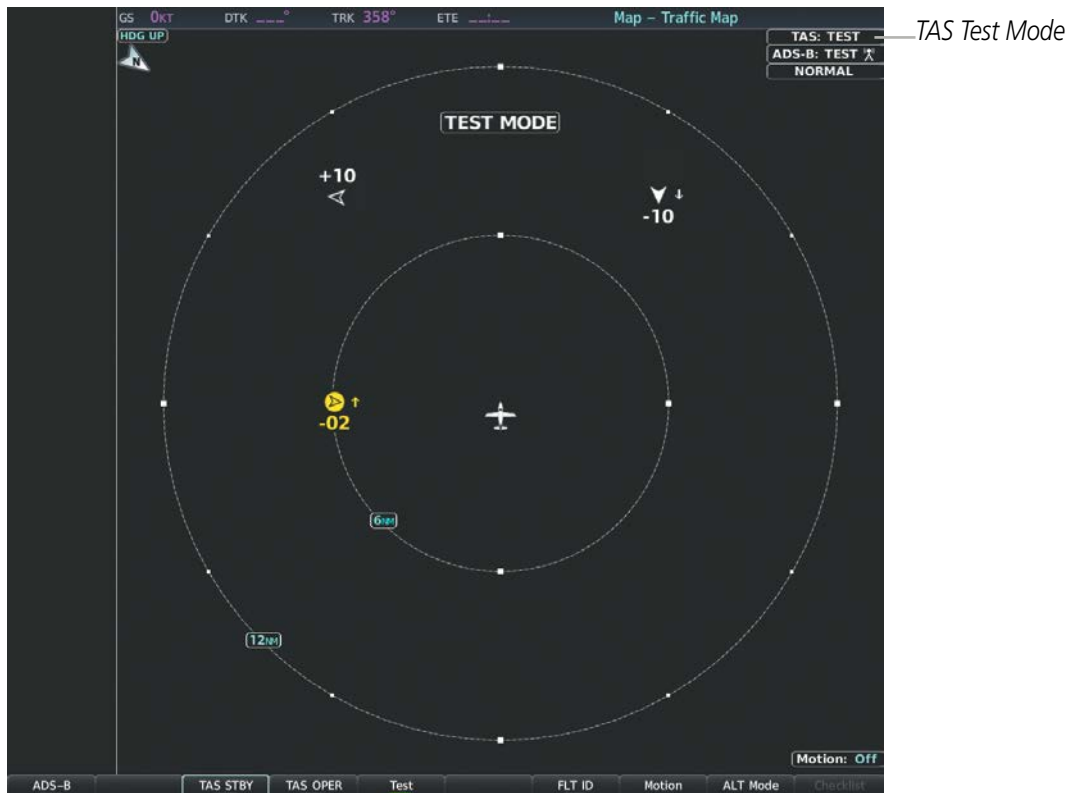 GS 0KT DTK ___° TRK 358° ETE __:__ Map – Traffic Map
HDG UP
N
TAS: TEST
TAS Test Mode
ADS-B: TEST
NORMAL
TEST MODE
+10
-10
-02
6NM
12NM
Motion: Off
ADS–B TAS STBY TAS OPER Test FLT ID Motion ALT Mode Checklist